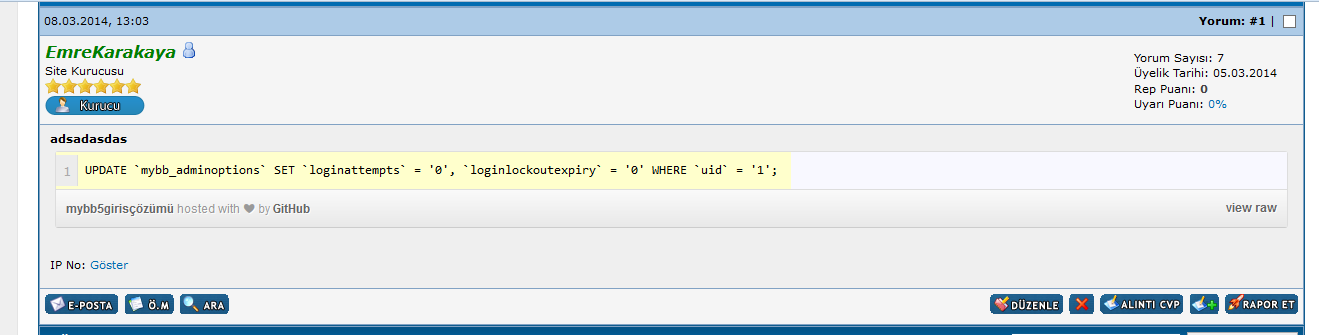 08.03.2014, 13:03
Yorum: #1 |
EmreKarakaya
Site Kurucusu
Kurucu
Yorum Sayısı: 7
Üyelik Tarihi: 05.03.2014
Rep Puanı: 0
Uyarı Puanı: 0%
adsadasdas
1 UPDATE `mybb_adminoptions` SET `loginattempts` = '0', `loginlockoutexpiry` = '0' WHERE `uid` = '1';
mybb5girisçözümü hosted with ❤ by GitHub
view raw
IP No: Göster
E-POSTA Ö.M ARA
DÜZENLE ALINTI CVP RAPOR ET